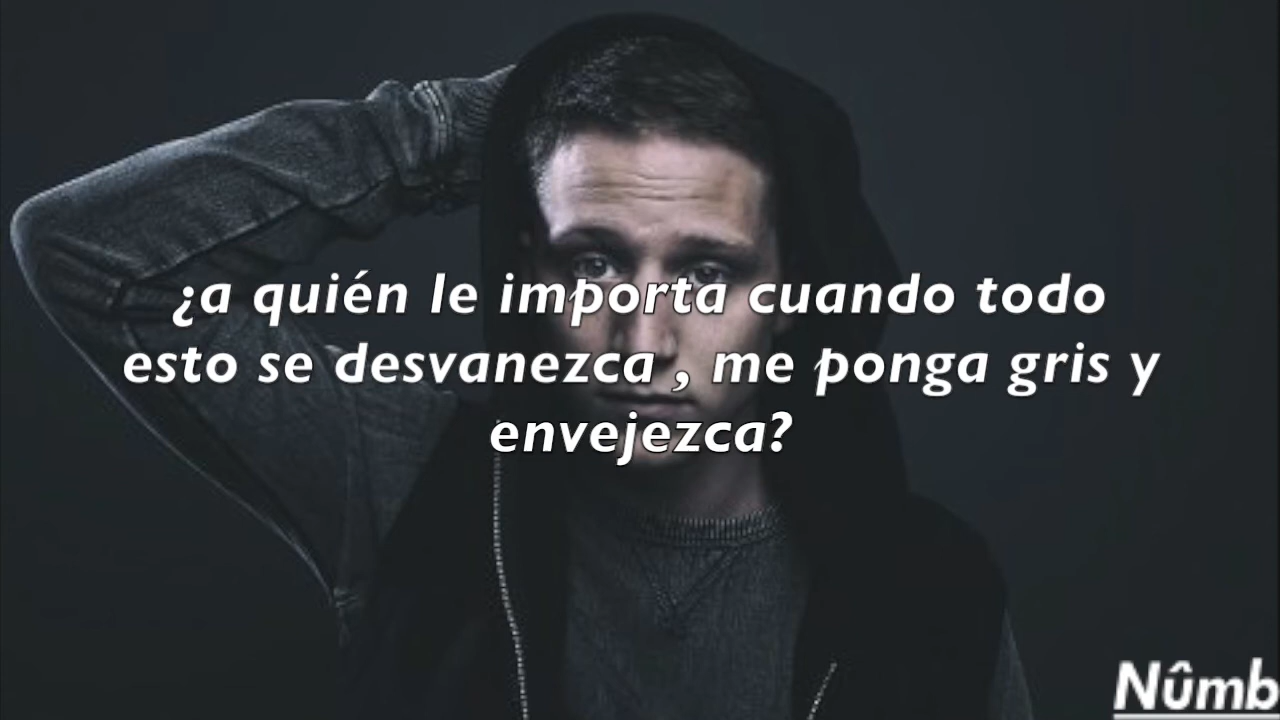 ¿a quién le importa cuando todo
esto se desvanezca , me ponga gris y
envejezca?
Nûmb